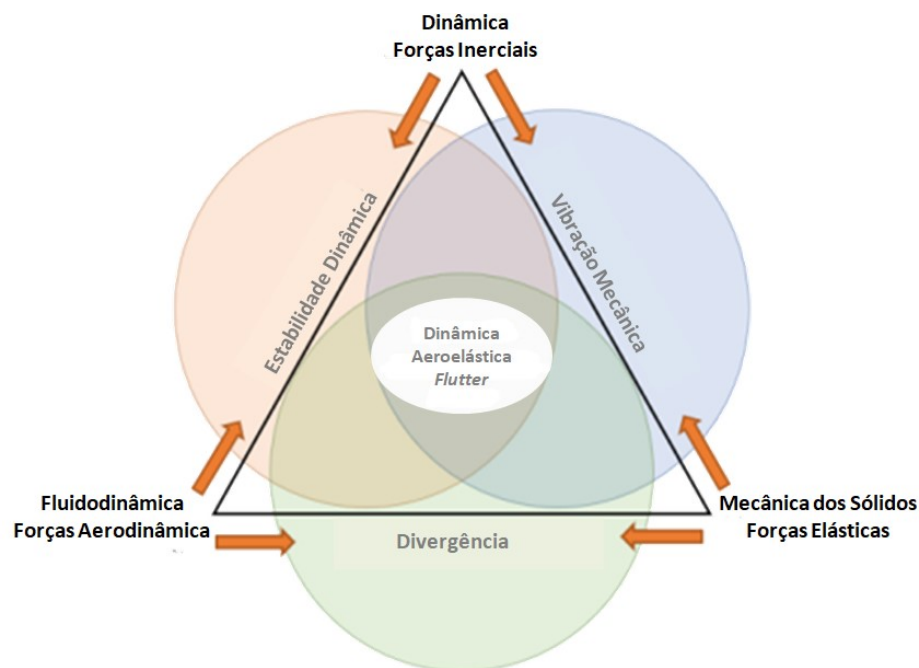 Dinâmica
Forças Inerciais
Estabilidade Dinâmica
Vibração Mecânica
Dinâmica
Aeroelástica
Flutter
Fluidodinâmica
Forças Aerodinâmica
Mecânica dos Sólidos
Forças Elásticas
Divergência